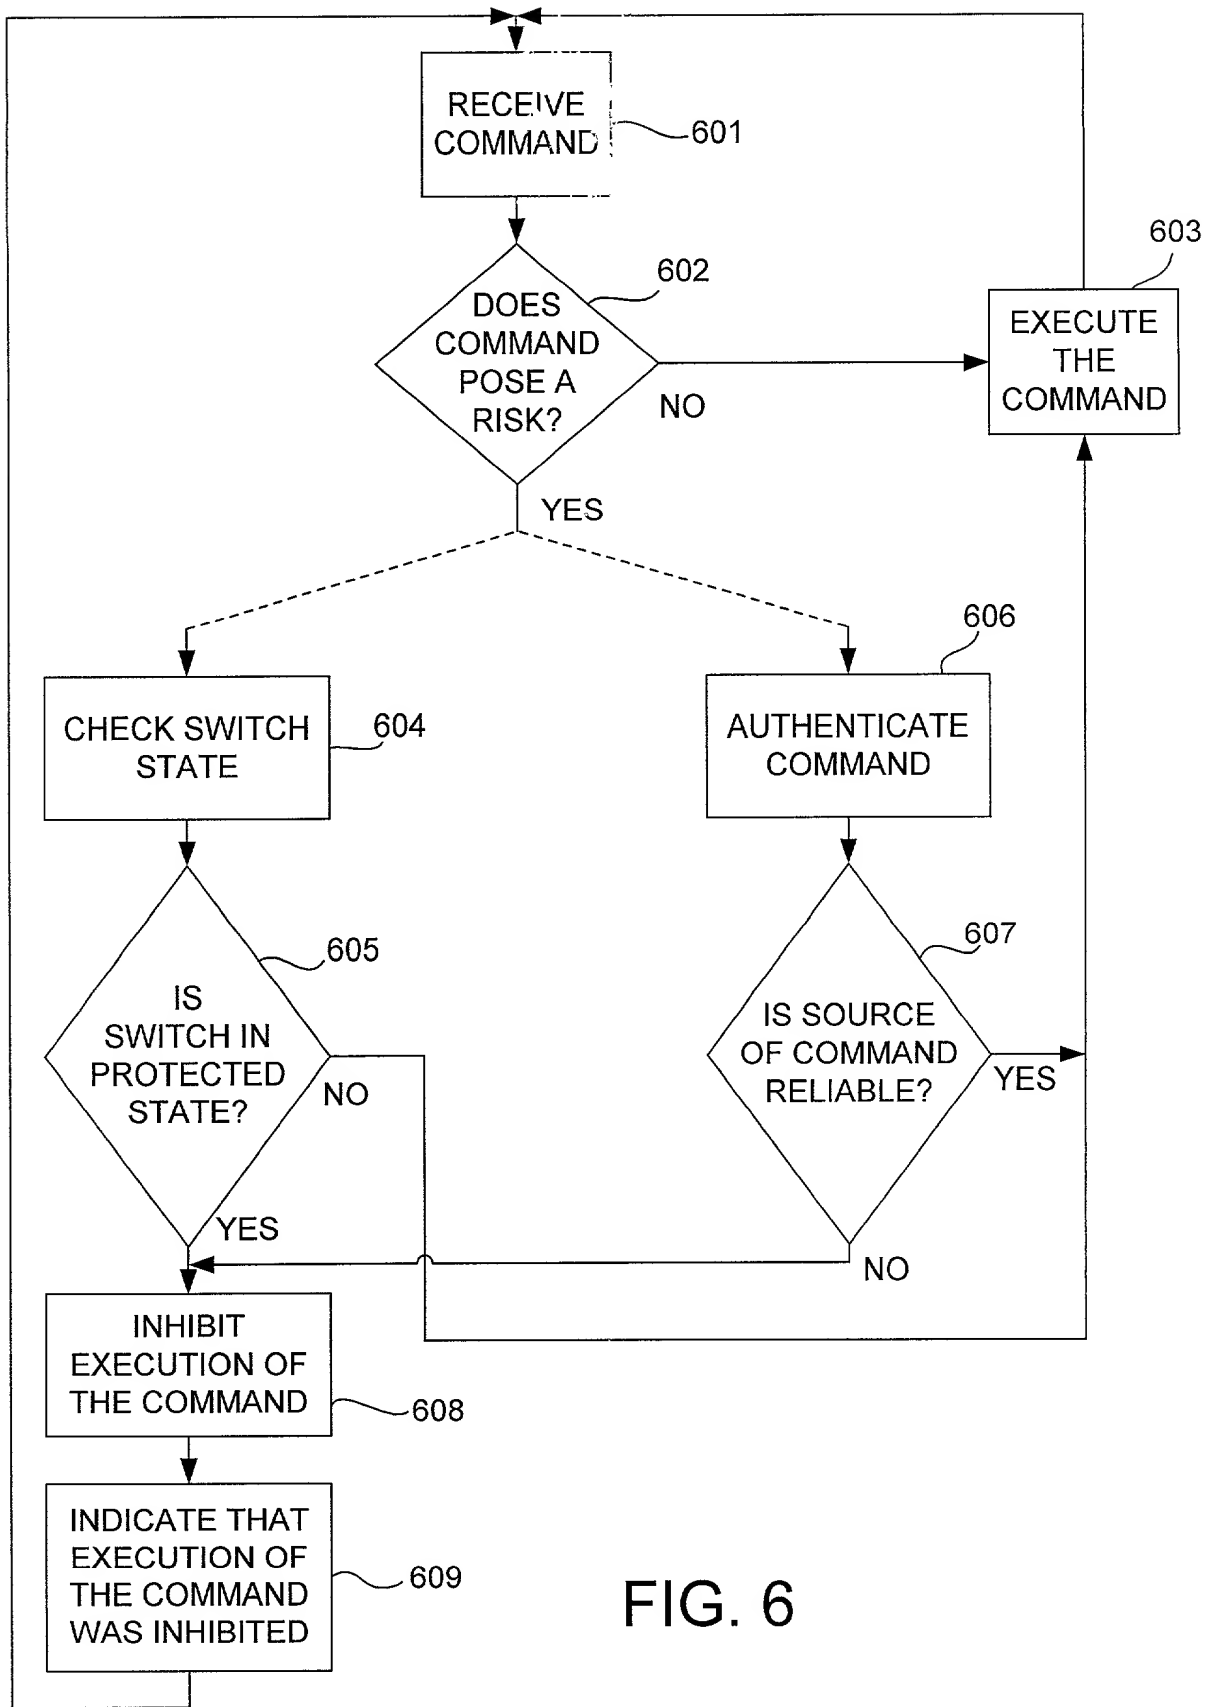 RECEIVE
COMMAND
601
602
603
DOES
COMMAND
POSE A
RISK?
NO
EXECUTE
THE
COMMAND
YES
606
CHECK SWITCH
STATE
604
AUTHENTICATE
COMMAND
605
607
IS
SWITCH IN
PROTECTED
STATE?
NO
IS SOURCE
OF COMMAND
RELIABLE?
YES
YES
NO
INHIBIT
EXECUTION OF
THE COMMAND
608
INDICATE THAT
EXECUTION OF
THE COMMAND
WAS INHIBITED
609
FIG. 6